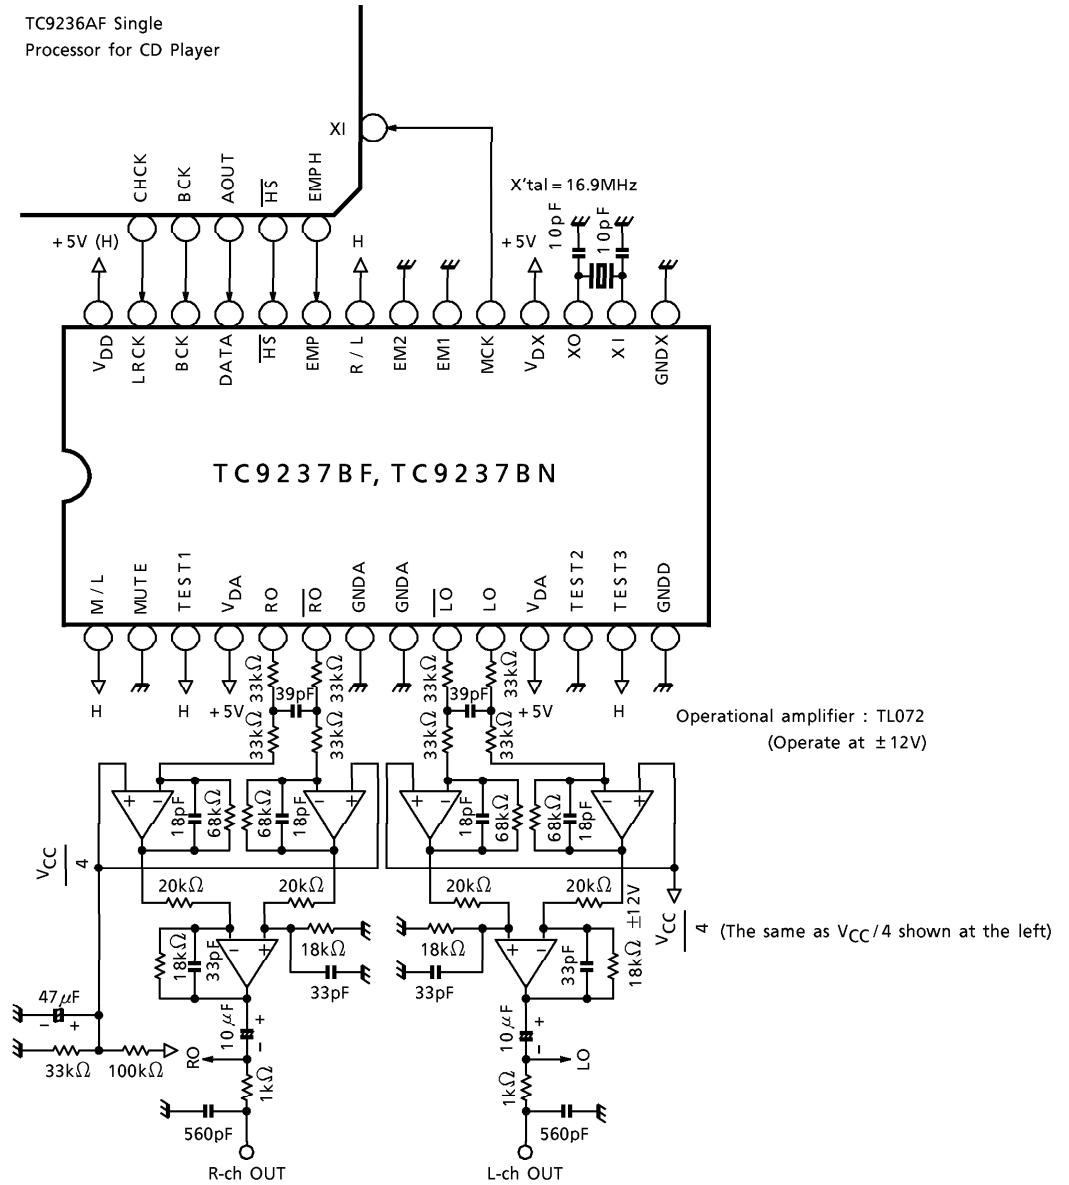 TC9236AF Single
Processor for CD Player
XI
CHCK BCK AOUT HS EMPH
X'tal = 16.9MHz
10pF 10pF
+5V (H) H +5V
VDD LRCK BCK DATA HS EMP R/L EM2 EM1 MCK VDX XO XI GNDX
TC9237BF, TC9237BN
M/L MUTE TEST1 VDA RO RO GNDA GNDA LO LO VDA TEST2 TEST3 GNDD
33kΩ 33kΩ 33kΩ 33kΩ
39pF 39pF
H H +5V +5V H
33kΩ 33kΩ 33kΩ 33kΩ
Operational amplifier : TL072
(Operate at ±12V)
+ − − + + − − +
18pF 68kΩ 68kΩ 18pF 18pF 68kΩ 68kΩ 18pF
VCC
4
20kΩ 20kΩ 20kΩ 20kΩ
±12V
VCC
4
(The same as VCC/4 shown at the left)
− + + −
18kΩ 33pF 18kΩ 18kΩ 33pF 18kΩ
33pF 33pF
47μF
− +
10μF + 10μF +
− −
RO LO
33kΩ 100kΩ 1kΩ 1kΩ
560pF 560pF
R-ch OUT L-ch OUT